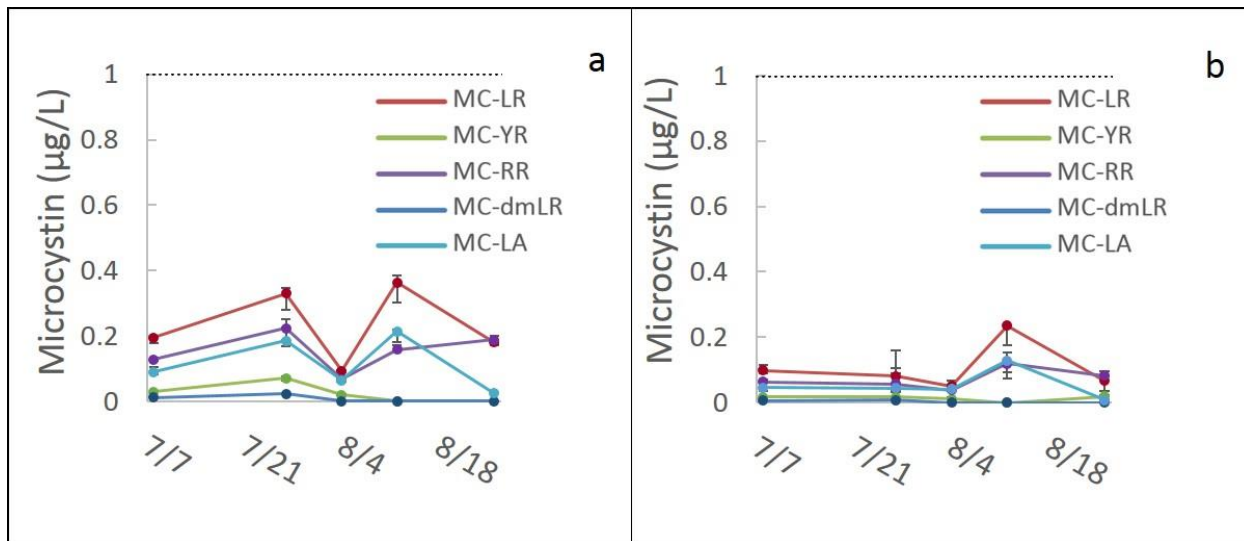 a
Microcystin (µg/L)
1
0.8
0.6
0.4
0.2
0
MC-LR
MC-YR
MC-RR
MC-dmLR
MC-LA
7/7
7/21
8/4
8/18
b
Microcystin (µg/L)
1
0.8
0.6
0.4
0.2
0
MC-LR
MC-YR
MC-RR
MC-dmLR
MC-LA
7/7
7/21
8/4
8/18